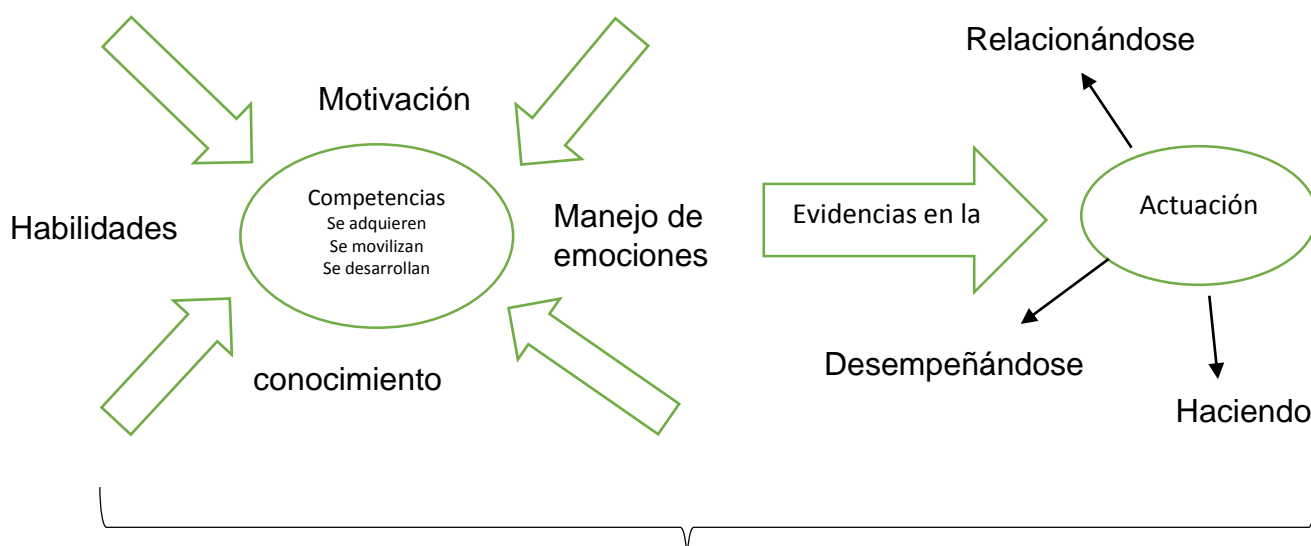 Relacionándose
Motivación
Competencias
Se adquieren
Se movilizan
Se desarrollan
Habilidades
Manejo de
emociones
Evidencias en la
Actuación
conocimiento
Desempeñándose
Haciendo